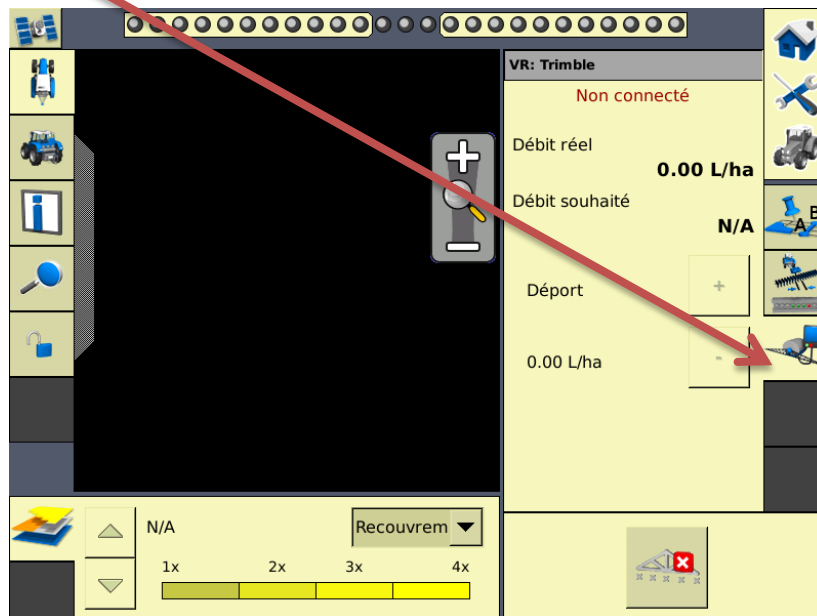 VR: Trimble
Non connecté
Débit réel
0.00 L/ha
Débit souhaité
N/A
A B
Déport
+
0.00 L/ha
-
N/A
Recouvrem
1x 2x 3x 4x